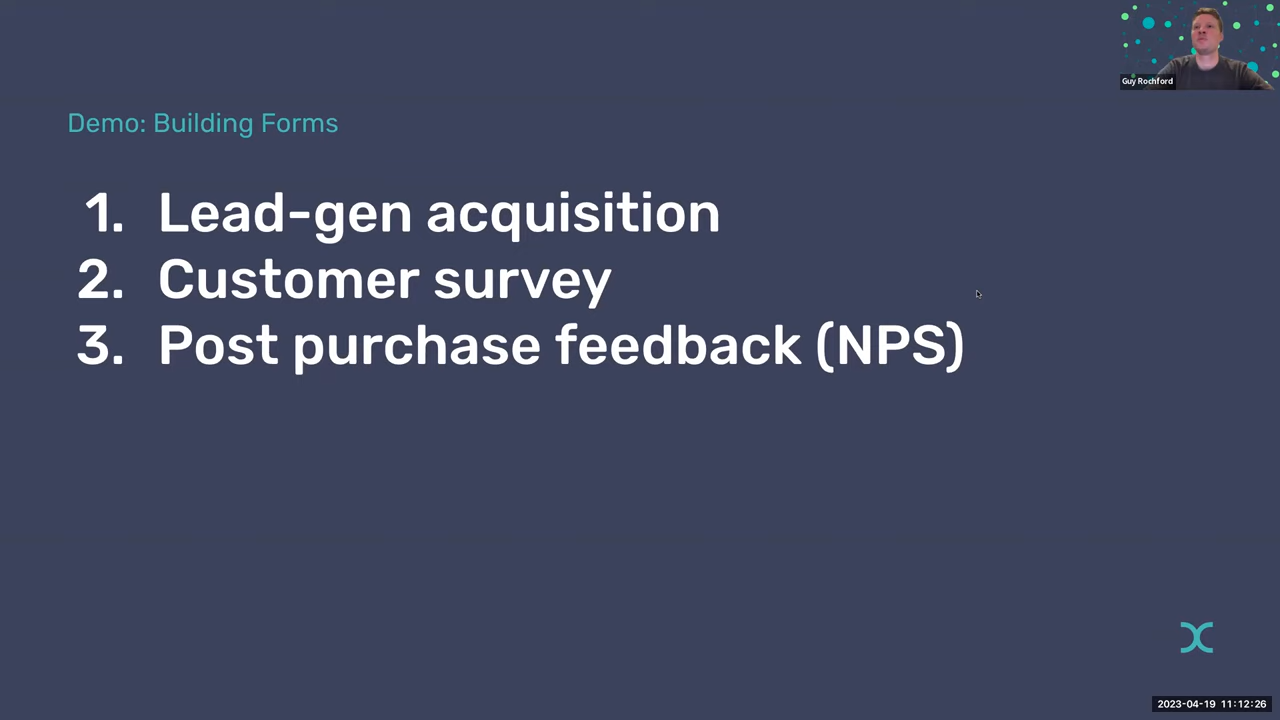 Guy Rochford
Demo: Building Forms
1. Lead-gen acquisition
2. Customer survey
3. Post purchase feedback (NPS)
2023-04-19 11:12:26